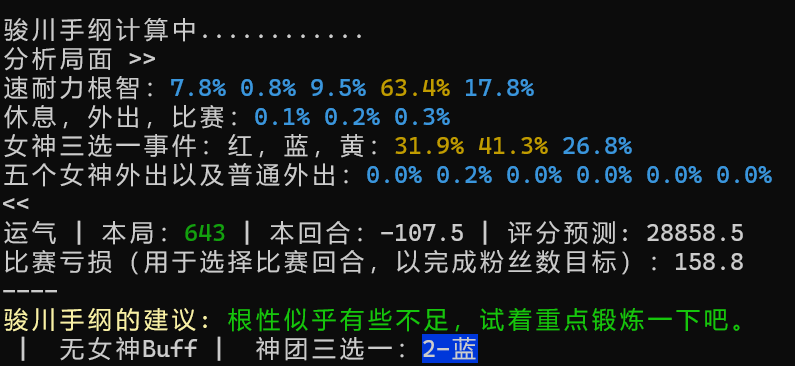 骏川手纲计算中............
分析局面 >>
速耐力根智: 7.8% 0.8% 9.5% 63.4% 17.8%
休息, 外出, 比赛: 0.1% 0.2% 0.3%
女神三选一事件: 红, 蓝, 黄: 31.9% 41.3% 26.8%
五个女神外出以及普通外出: 0.0% 0.2% 0.0% 0.0% 0.0% 0.0%
<<
运气 | 本局: 643 | 本回合: -107.5 | 评分预测: 28858.5
比赛亏损（用于选择比赛回合，以完成粉丝数目标）: 158.8
----
骏川手纲的建议: 根性似乎有些不足，试着重点锻炼一下吧。
| 无女神Buff | 神团三选一: 2-蓝